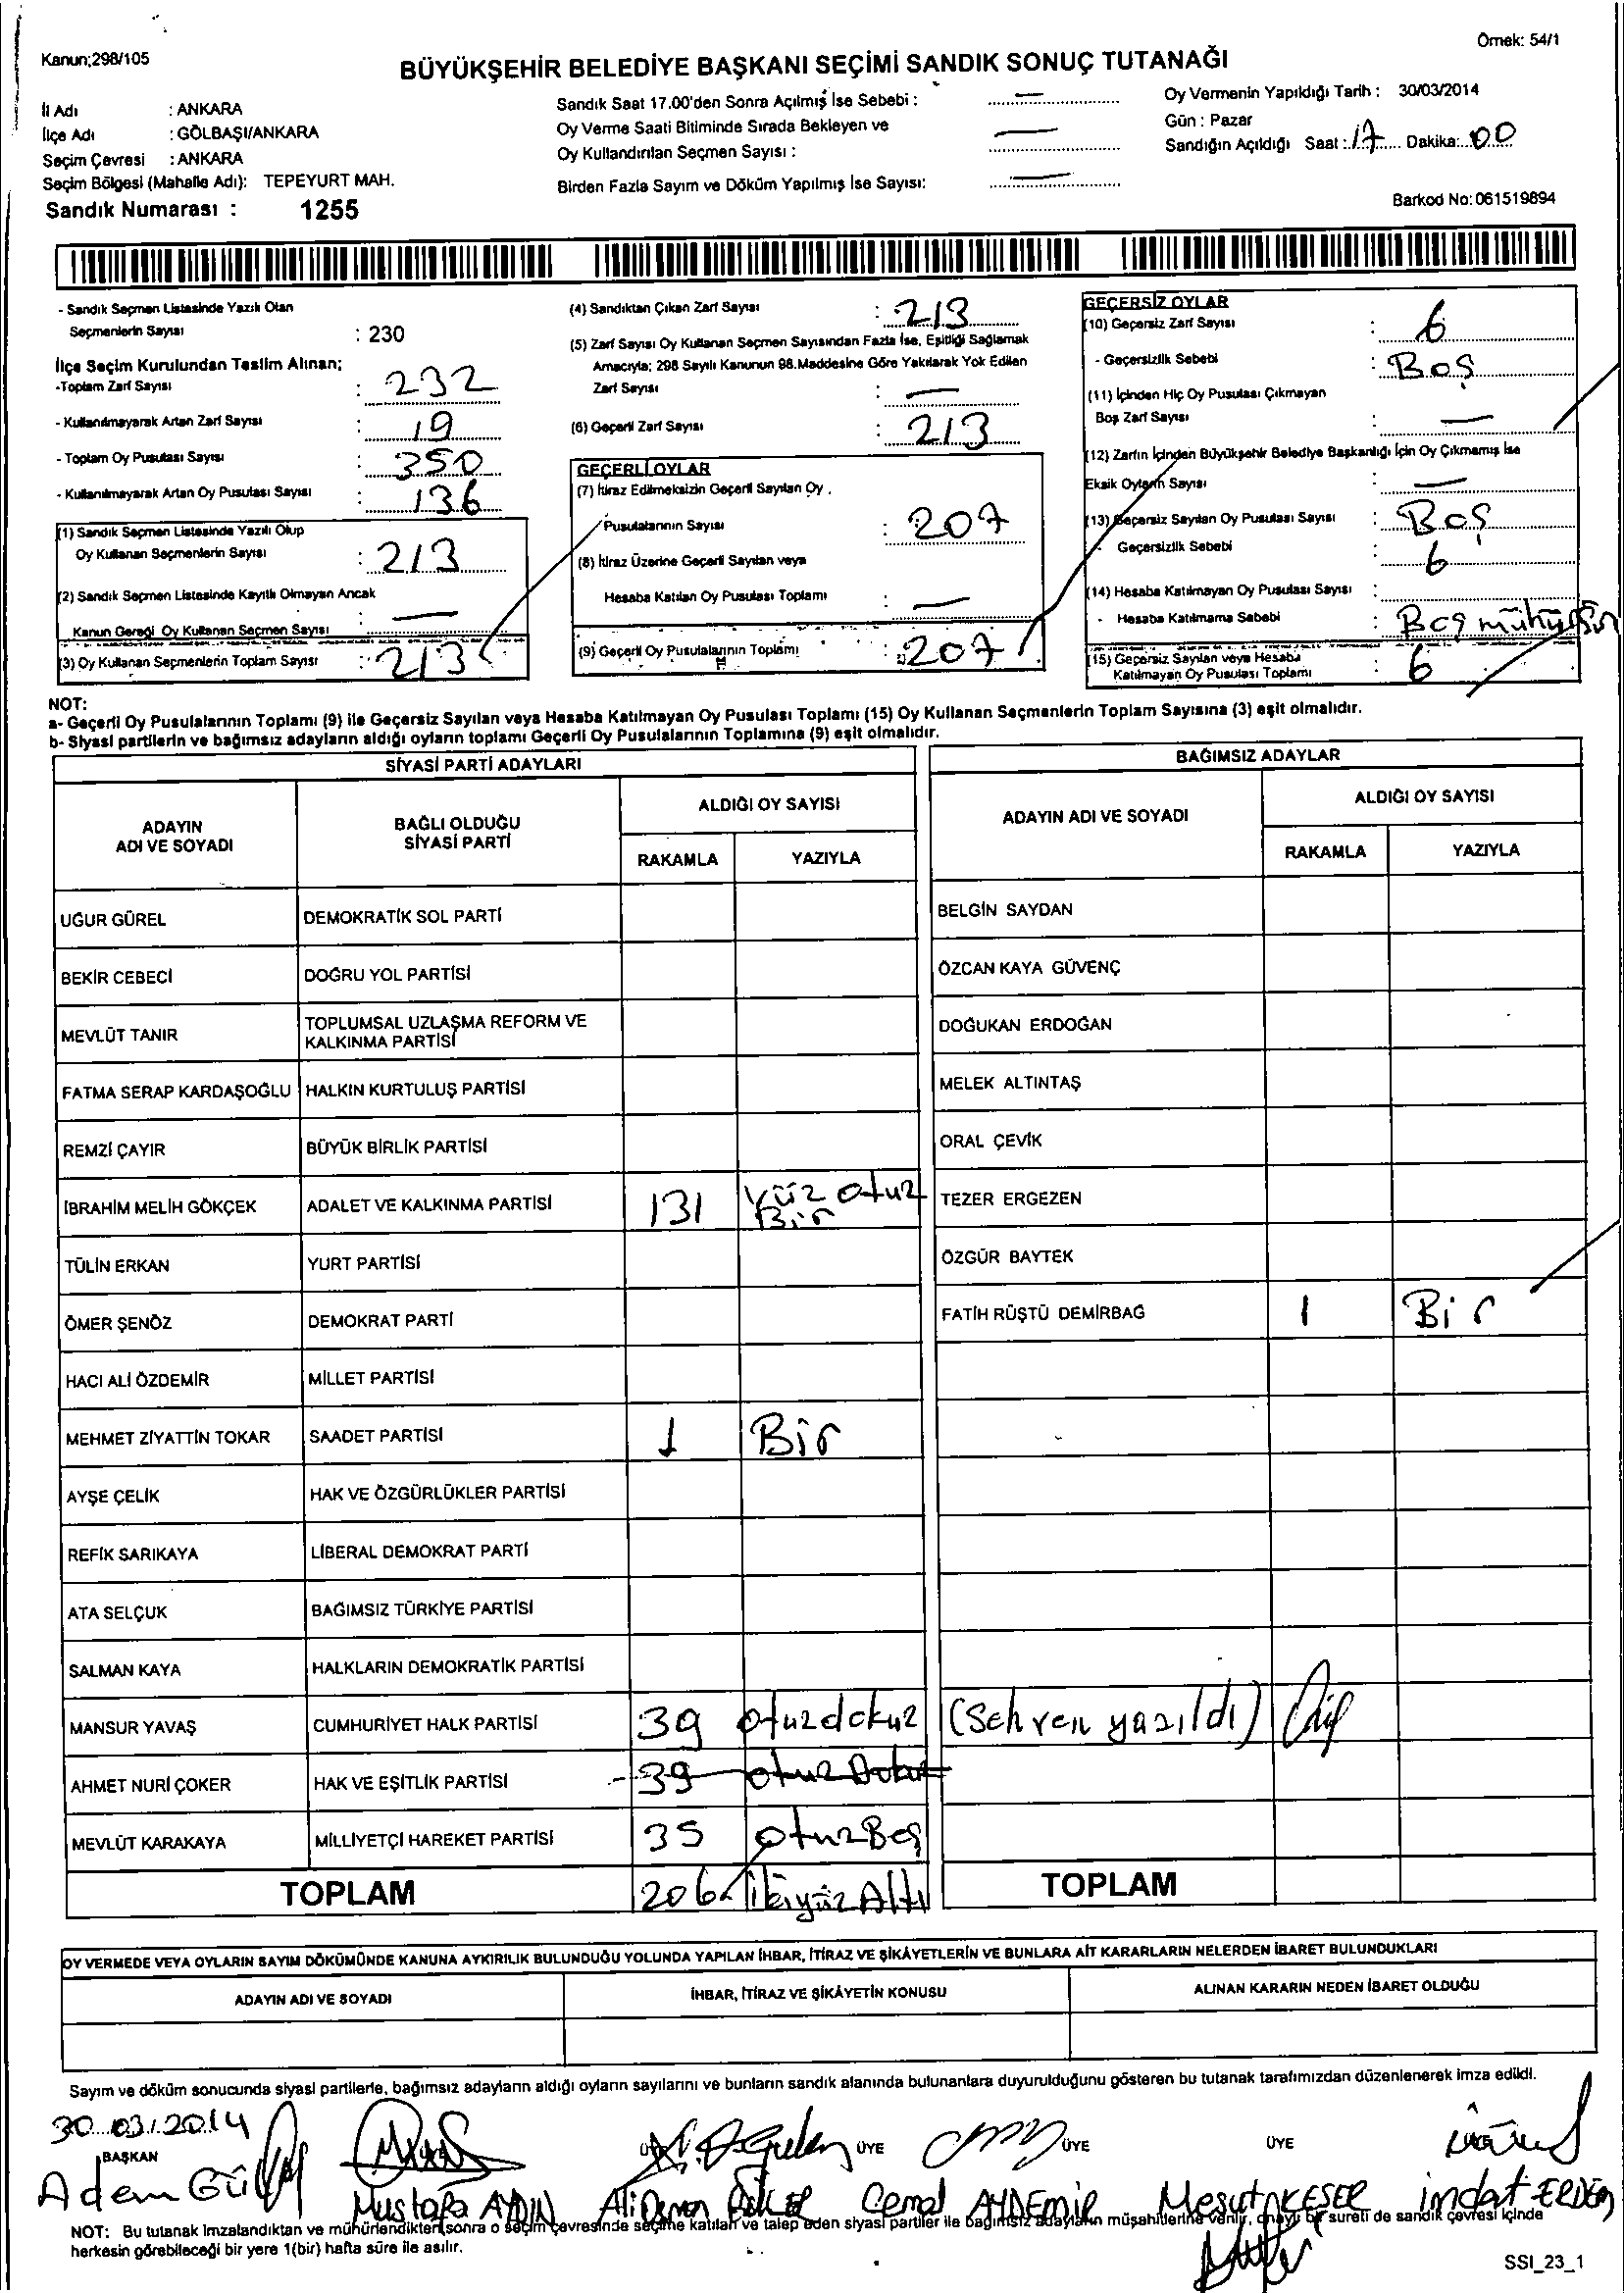 Kanun;298/105
Örnek: 54/1
BÜYÜKŞEHİR BELEDİYE BAŞKANI SEÇİMİ SANDIK SONUÇ TUTANAĞI
İl Adı : ANKARA
İlçe Adı : GÖLBAŞI/ANKARA
Seçim Çevresi : ANKARA
Seçim Bölgesi (Mahalle Adı): TEPEYURT MAH.
Sandık Numarası : 1255
Sandık Saat 17.00'den Sonra Açılmış İse Sebebi : —
Oy Verme Saati Bitiminde Sırada Bekleyen ve
Oy Kullandırılan Seçmen Sayısı : —
Birden Fazla Sayım ve Döküm Yapılmış İse Sayısı: —
Oy Vermenin Yapıldığı Tarih : 30/03/2014
Gün : Pazar
Sandığın Açıldığı Saat : 17 Dakika: 00
Barkod No: 061519894
- Sandık Seçmen Listesinde Yazılı Olan
Seçmenlerin Sayısı : 230
İlçe Seçim Kurulundan Teslim Alınan;
-Toplam Zarf Sayısı : 232
- Kullanılmayarak Artan Zarf Sayısı : 19
- Toplam Oy Pusulası Sayısı : 350
- Kullanılmayarak Artan Oy Pusulası Sayısı : 136
(1) Sandık Seçmen Listesinde Yazılı Olup
Oy Kullanan Seçmenlerin Sayısı : 213
(2) Sandık Seçmen Listesinde Kayıtlı Olmayan Ancak
Kanun Gereği Oy Kullanan Seçmen Sayısı : —
(3) Oy Kullanan Seçmenlerin Toplam Sayısı : 213
(4) Sandıktan Çıkan Zarf Sayısı : 213
(5) Zarf Sayısı Oy Kullanan Seçmen Sayısından Fazla İse, Eşitliği Sağlamak
Amacıyla; 298 Sayılı Kanunun 98.Maddesine Göre Yakılarak Yok Edilen
Zarf Sayısı : —
(6) Geçerli Zarf Sayısı : 213
GEÇERLİ OYLAR
(7) İtiraz Edilmeksizin Geçerli Sayılan Oy
Pusulalarının Sayısı : 207
(8) İtiraz Üzerine Geçerli Sayılan veya
Hesaba Katılan Oy Pusulası Toplamı : —
(9) Geçerli Oy Pusulalarının Toplamı : 207
GEÇERSİZ OYLAR
(10) Geçersiz Zarf Sayısı : 6
- Geçersizlik Sebebi : Boş
(11) İçinden Hiç Oy Pusulası Çıkmayan
Boş Zarf Sayısı : —
(12) Zarfın İçinden Büyükşehir Belediye Başkanlığı İçin Oy Çıkmamış İse
Eksik Oyların Sayısı : —
(13) Geçersiz Sayılan Oy Pusulası Sayısı : Boş
- Geçersizlik Sebebi : 6
(14) Hesaba Katılmayan Oy Pusulası Sayısı :
- Hesaba Katılmama Sebebi : Boş mühürsün
(15) Geçersiz Sayılan veya Hesaba
Katılmayan Oy Pusulası Toplamı : 6
NOT:
a- Geçerli Oy Pusulalarının Toplamı (9) ile Geçersiz Sayılan veya Hesaba Katılmayan Oy Pusulası Toplamı (15) Oy Kullanan Seçmenlerin Toplam Sayısına (3) eşit olmalıdır.
b- Siyasi partilerin ve bağımsız adayların aldığı oyların toplamı Geçerli Oy Pusulalarının Toplamına (9) eşit olmalıdır.
SİYASİ PARTİ ADAYLARI
ADAYIN ADI VE SOYADI BAĞLI OLDUĞU SİYASİ PARTİ ALDIĞI OY SAYISI
RAKAMLA YAZIYLA
UĞUR GÜREL DEMOKRATİK SOL PARTİ
BEKİR CEBECİ DOĞRU YOL PARTİSİ
MEVLÜT TANIR TOPLUMSAL UZLAŞMA REFORM VE KALKINMA PARTİSİ
FATMA SERAP KARDAŞOĞLU HALKIN KURTULUŞ PARTİSİ
REMZİ ÇAYIR BÜYÜK BİRLİK PARTİSİ
İBRAHİM MELİH GÖKÇEK ADALET VE KALKINMA PARTİSİ 131 Yüz otuz Bir
TÜLİN ERKAN YURT PARTİSİ
ÖMER ŞENÖZ DEMOKRAT PARTİ
HACI ALİ ÖZDEMİR MİLLET PARTİSİ
MEHMET ZİYATTİN TOKAR SAADET PARTİSİ 1 Bir
AYŞE ÇELİK HAK VE ÖZGÜRLÜKLER PARTİSİ
REFİK SARIKAYA LİBERAL DEMOKRAT PARTİ
ATA SELÇUK BAĞIMSIZ TÜRKİYE PARTİSİ
SALMAN KAYA HALKLARIN DEMOKRATİK PARTİSİ
MANSUR YAVAŞ CUMHURİYET HALK PARTİSİ 39 otuzdokuz (Sehven yazıldı)
AHMET NURİ ÇOKER HAK VE EŞİTLİK PARTİSİ 39 otuz Dokuz
MEVLÜT KARAKAYA MİLLİYETÇİ HAREKET PARTİSİ 35 otuz Beş
TOPLAM 206 ikiyüz Altı
BAĞIMSIZ ADAYLAR
ADAYIN ADI VE SOYADI ALDIĞI OY SAYISI
RAKAMLA YAZIYLA
BELGİN SAYDAN
ÖZCAN KAYA GÜVENÇ
DOĞUKAN ERDOĞAN
MELEK ALTINTAŞ
ORAL ÇEVİK
TEZER ERGEZEN
ÖZGÜR BAYTEK
FATİH RÜŞTÜ DEMİRBAĞ 1 Bir
TOPLAM
OY VERMEDE VEYA OYLARIN SAYIM DÖKÜMÜNDE KANUNA AYKIRILIK BULUNDUĞU YOLUNDA YAPILAN İHBAR, İTİRAZ VE ŞİKÂYETLERİN VE BUNLARA AİT KARARLARIN NELERDEN İBARET BULUNDUKLARI
ADAYIN ADI VE SOYADI İHBAR, İTİRAZ VE ŞİKÂYETİN KONUSU ALINAN KARARIN NEDEN İBARET OLDUĞU
Sayım ve döküm sonucunda siyasi partilerle, bağımsız adayların aldığı oyların sayılarını ve bunların sandık alanında bulunanlara duyurulduğunu gösteren bu tutanak tarafımızdan düzenlenerek imza edildi.
30.03.2014
BAŞKAN ÜYE ÜYE ÜYE
Adem Mustafa AYDIN Ali Cemal AYDEMİR Mesut KESER imdat ERDEM
NOT: Bu tutanak imzalandıktan ve mühürlendikten sonra o seçim çevresinde seçime katılan ve talep eden siyasi partiler ile bağımsız adayların müşahitlerine verilir, onaylı bir sureti de sandık çevresi içinde
herkesin görebileceği bir yere 1(bir) hafta süre ile asılır.
SSI_23_1